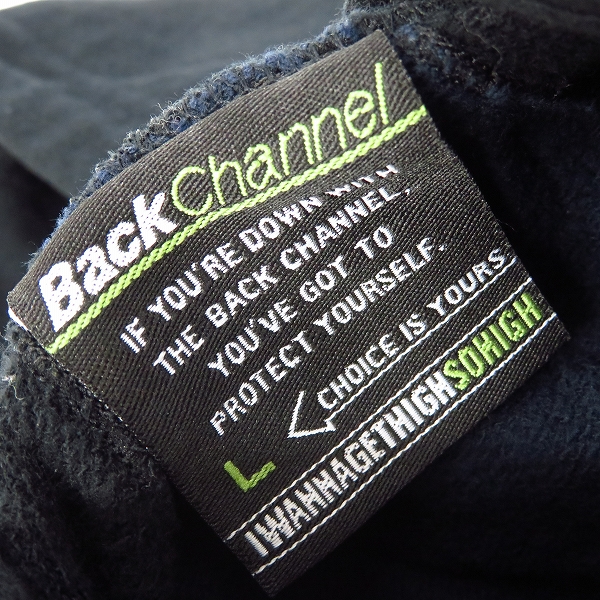 BackChannel
IF YOU'RE DOWN WITH
THE BACK CHANNEL,
YOU'VE GOT TO
PROTECT YOURSELF.
CHOICE IS YOURS
L
IWANNAGETHIGHSOHIGH